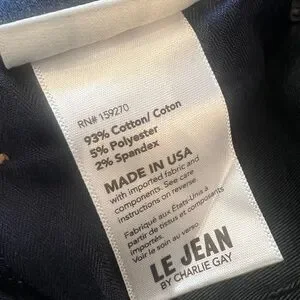 RN# 159270
93% Cotton/ Coton
5% Polyester
2% Spandex
MADE IN USA
with imported fabric and
components. See care
instructions on reverse.
Fabriqué aux États-Unis à
partir de tissus et composants
importés.
Voir le soin au verso.
LE JEAN
BY CHARLIE GAY